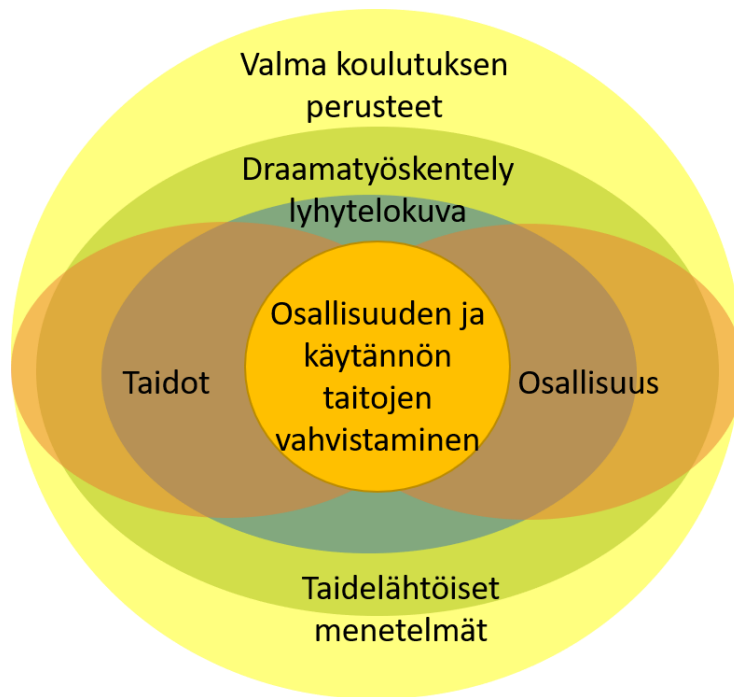 Valma koulutuksen
perusteet
Draamatyöskentely
lyhytelokuva
Osallisuuden ja
käytännön
taitojen
vahvistaminen
Taidot
Osallisuus
Taidelähtöiset
menetelmät